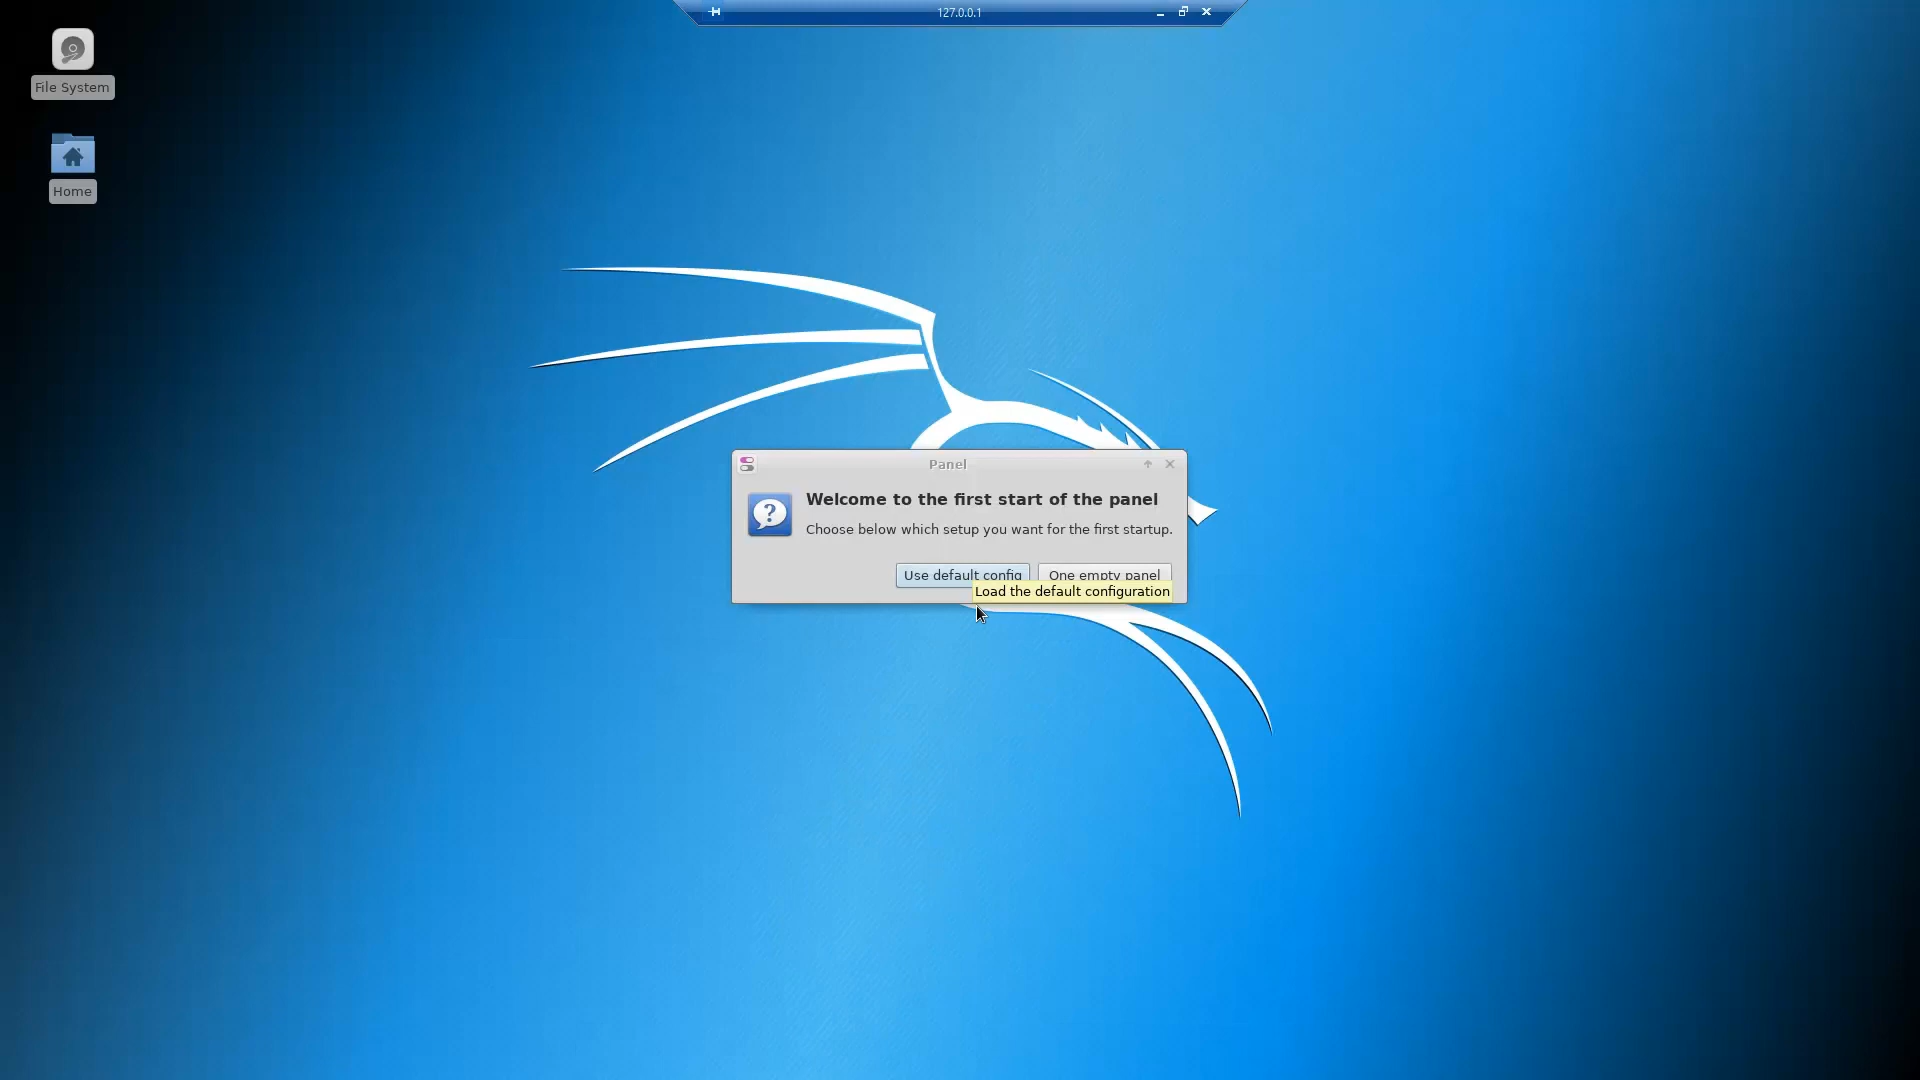 127.0.0.1
File System
Home
Panel
Welcome to the first start of the panel
Choose below which setup you want for the first startup.
Use default config
One empty panel
Load the default configuration